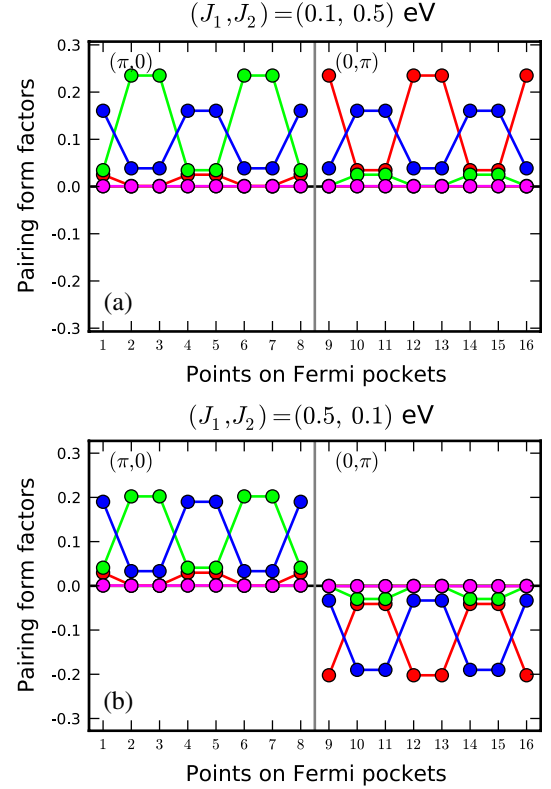 (J₁,J₂)=(0.1, 0.5) eV
0.3
(π,0)
(0,π)
0.2
0.1
0.0
-0.1
-0.2
-0.3
Pairing form factors
(a)
1 2 3 4 5 6 7 8 9 10 11 12 13 14 15 16
Points on Fermi pockets
(J₁,J₂)=(0.5, 0.1) eV
0.3
(π,0)
(0,π)
0.2
0.1
0.0
-0.1
-0.2
-0.3
Pairing form factors
(b)
1 2 3 4 5 6 7 8 9 10 11 12 13 14 15 16
Points on Fermi pockets